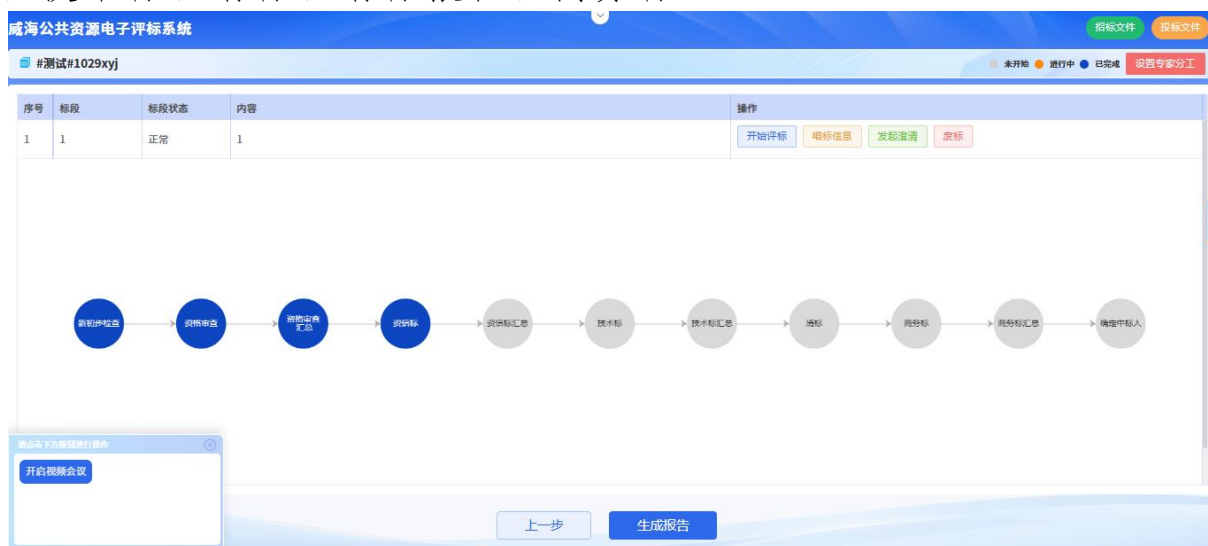 威海公共资源电子评标系统
招标文件 投标文件
#测试#1029xyj
未开始 进行中 已完成 设置专家分工
序号 标段 标段状态 内容 操作
1 1 正常 1 开始评标 唱标信息 发起澄清 废标
新初步检查 资格审查 资格审查汇总 资信标 资信标汇总 技术标 技术标汇总 清标 商务标 商务标汇总 确定中标人
请点击下方按钮进行操作
开启视频会议
上一步 生成报告